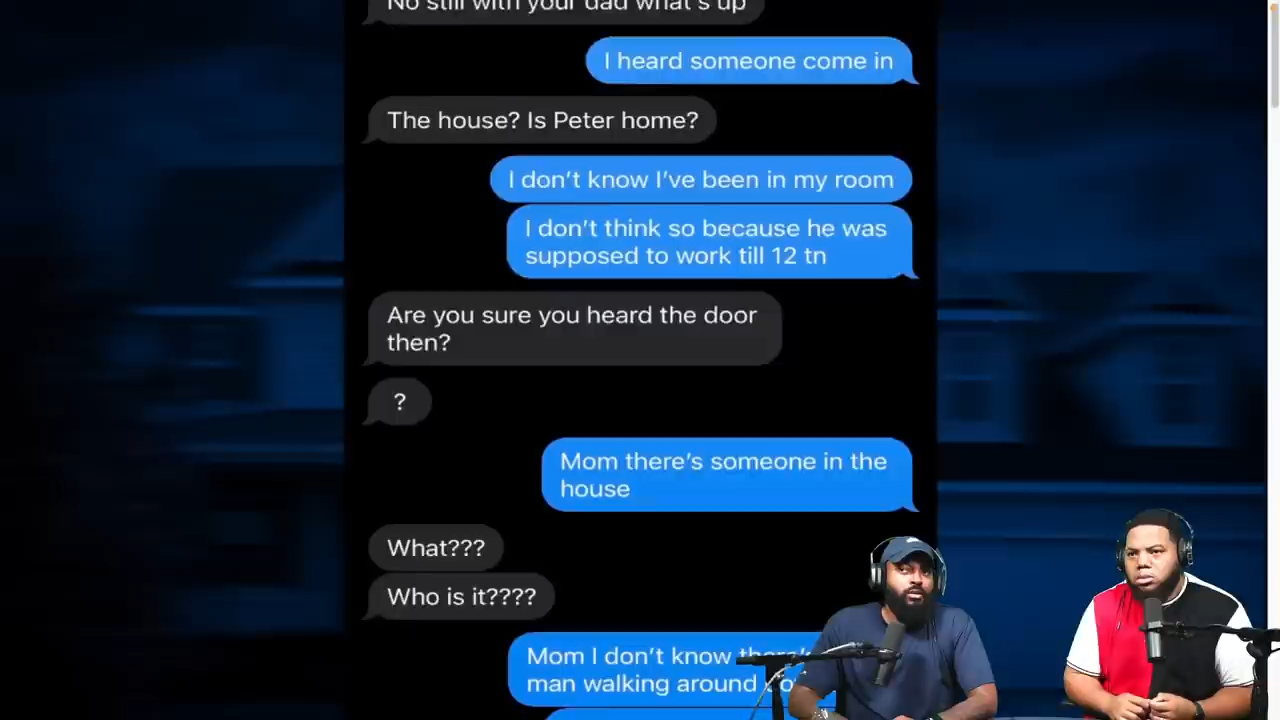 No still with your dad what's up
I heard someone come in
The house? Is Peter home?
I don't know I've been in my room
I don't think so because he was
supposed to work till 12 tn
Are you sure you heard the door
then?
?
Mom there's someone in the
house
What???
Who is it????
Mom I don't know there's
man walking around